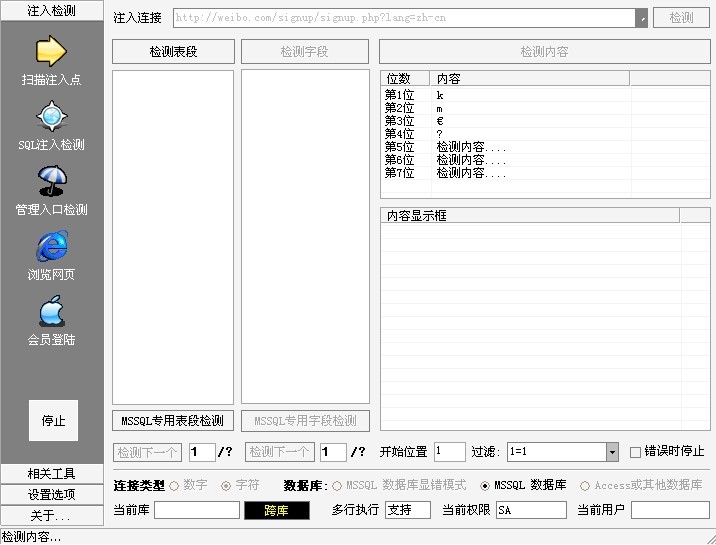 注入检测
扫描注入点
SQL注入检测
管理入口检测
浏览网页
会员登陆
停止
相关工具
设置选项
关于...
注入连接 http://weibo.com/signup/signup.php?lang=zh-cn 检测
检测表段 检测字段 检测内容
位数 内容
第1位 k
第2位 m
第3位 €
第4位 ?
第5位 检测内容....
第6位 检测内容....
第7位 检测内容....
内容显示框
MSSQL专用表段检测 MSSQL专用字段检测
检测下一个 1 /? 检测下一个 1 /? 开始位置 1 过滤: 1=1 错误时停止
连接类型 数字 字符 数据库: MSSQL 数据库显错模式 MSSQL 数据库 Access或其他数据库
当前库 跨库 多行执行 支持 当前权限 SA 当前用户
检测内容...